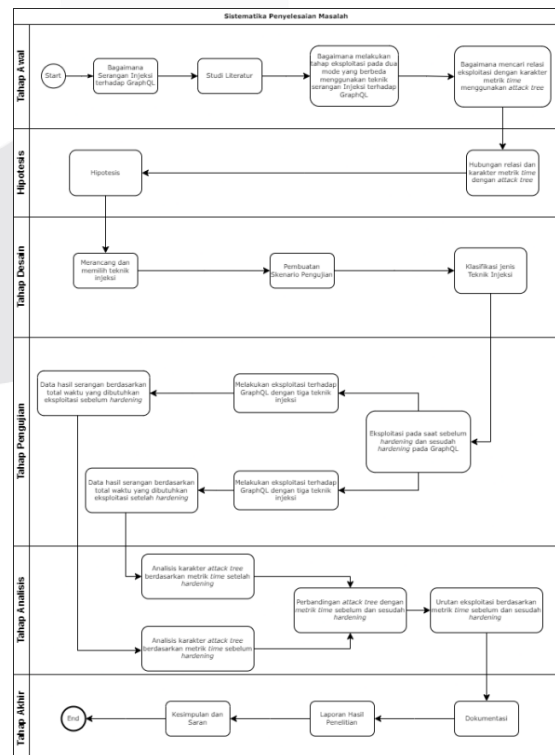 Sistematika Penyelesaian Masalah
Tahap Awal
Start
Bagaimana
Serangan Injeksi
terhadap GraphQL
Studi Literatur
Bagaimana melakukan
tahap eksploitasi pada dua
mode yang berbeda
menggunakan teknik
serangan Injeksi terhadap
GraphQL
Bagaimana mencari relasi
eksploitasi dengan karakter
metrik time
menggunakan attack tree
Hipotesis
Hipotesis
Hubungan relasi dan
karakter metrik time
dengan attack tree
Tahap Desain
Merancang dan
memilih teknik
injeksi
Pembuatan
Skenario Pengujian
Klasifikasi jenis
Teknik Injeksi
Tahap Pengujian
Data hasil serangan berdasarkan
total waktu yang dibutuhkan
eksploitasi sebelum hardening
Melakukan eksploitasi terhadap
GraphQL dengan tiga teknik
injeksi
Eksploitasi pada saat sebelum
hardening dan sesudah
hardening pada GraphQL
Data hasil serangan berdasarkan
total waktu yang dibutuhkan
eksploitasi setelah hardening
Melakukan eksploitasi terhadap
GraphQL dengan tiga teknik
injeksi
Tahap Analisis
Analisis karakter attack tree
berdasarkan metrik time setelah
hardening
Analisis karakter attack tree
berdasarkan metrik time sebelum
hardening
Perbandingan attack tree dengan
metrik time sebelum dan sesudah
hardening
Urutan eksploitasi berdasarkan
metrik time sebelum dan sesudah
hardening
Tahap Akhir
End
Kesimpulan dan
Saran
Laporan Hasil
Penelitian
Dokumentasi